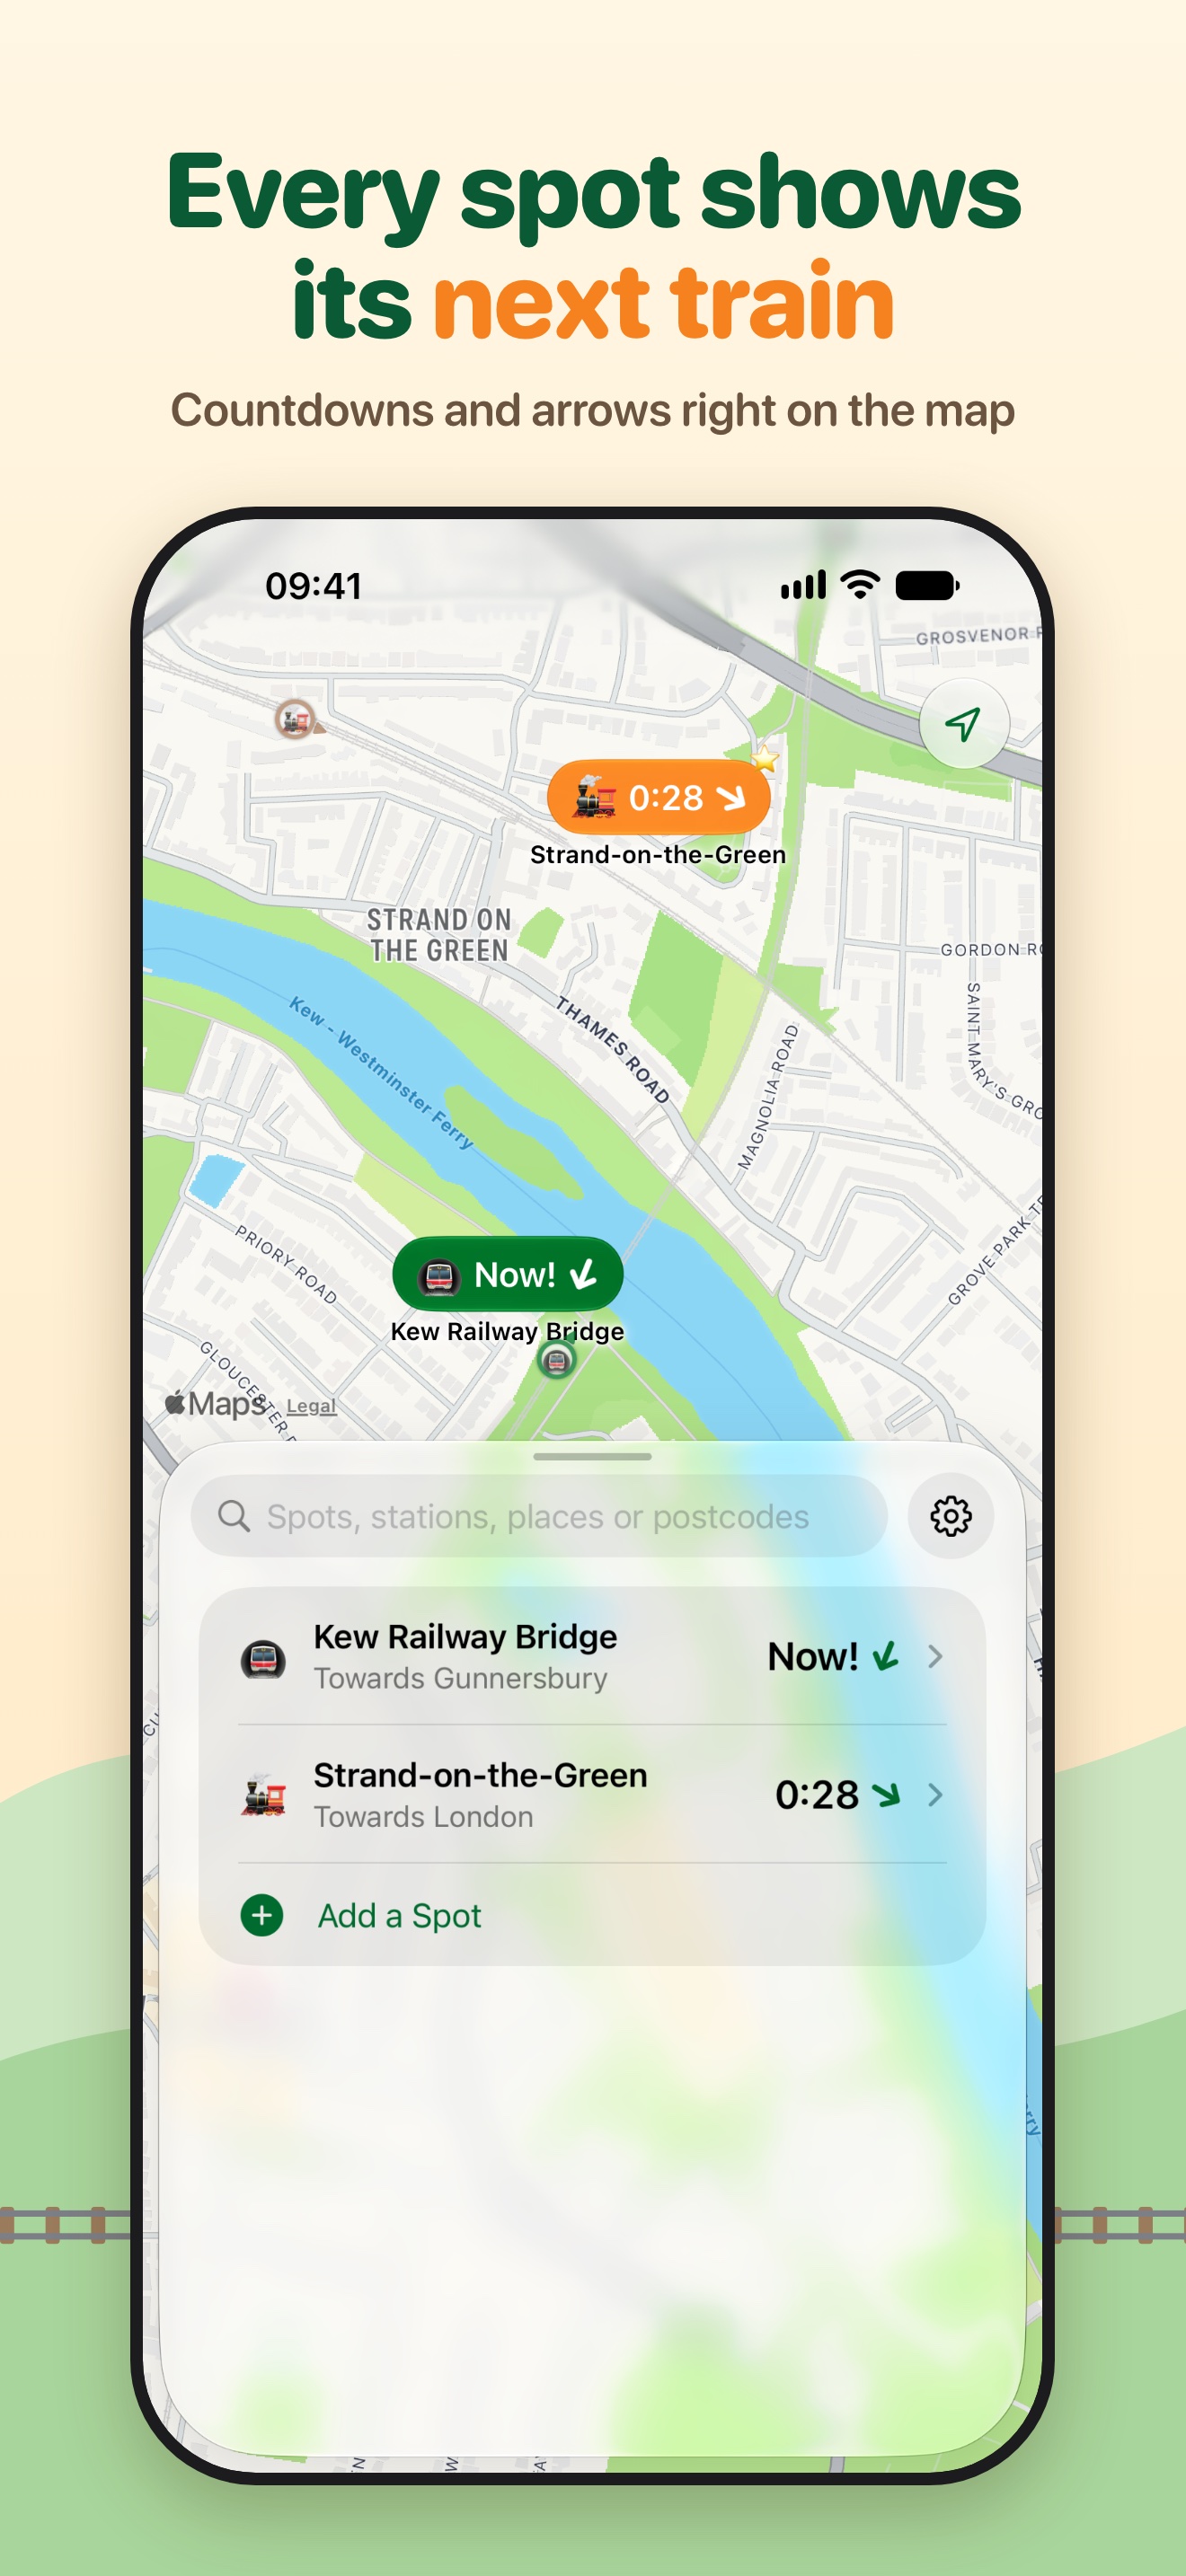 Every spot shows
its next train
Countdowns and arrows right on the map
09:41
GROSVENOR
0:28
Strand-on-the-Green
STRAND ON
THE GREEN
GORDON
SAINT MARY'S
Kew - Westminster Ferry
THAMES ROAD
MAGNOLIA ROAD
PRIORY ROAD
GROVE PARK
Now!
Kew Railway Bridge
GLOUCESTER
Maps Legal
Spots, stations, places or postcodes
Kew Railway Bridge
Now!
Towards Gunnersbury
Strand-on-the-Green
0:28
Towards London
Add a Spot